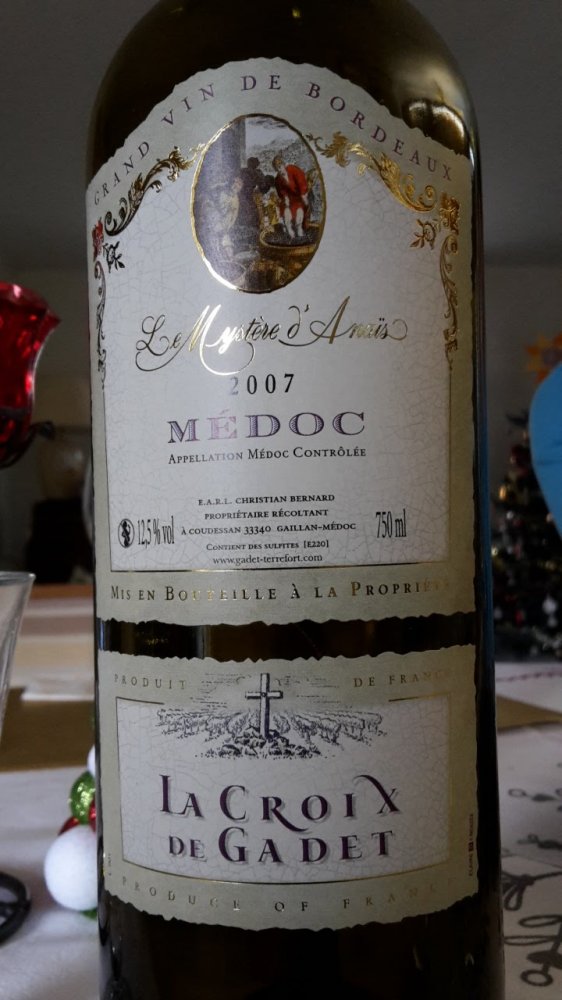 GRAND VIN DE BORDEAUX
Le Mystère d'Anaïs
2007
MÉDOC
APPELLATION MÉDOC CONTRÔLÉE
E.A.R.L. CHRISTIAN BERNARD
PROPRIÉTAIRE RÉCOLTANT
À COUDESSAN 33340 GAILLAN-MÉDOC
12,5 % vol
750 ml
CONTIENT DES SULFITES [E220]
www.gadet-terrefort.com
MIS EN BOUTEILLE À LA PROPRIÉTÉ
PRODUIT DE FRANCE
LA CROIX
DE GADET
PRODUCE OF FRANCE